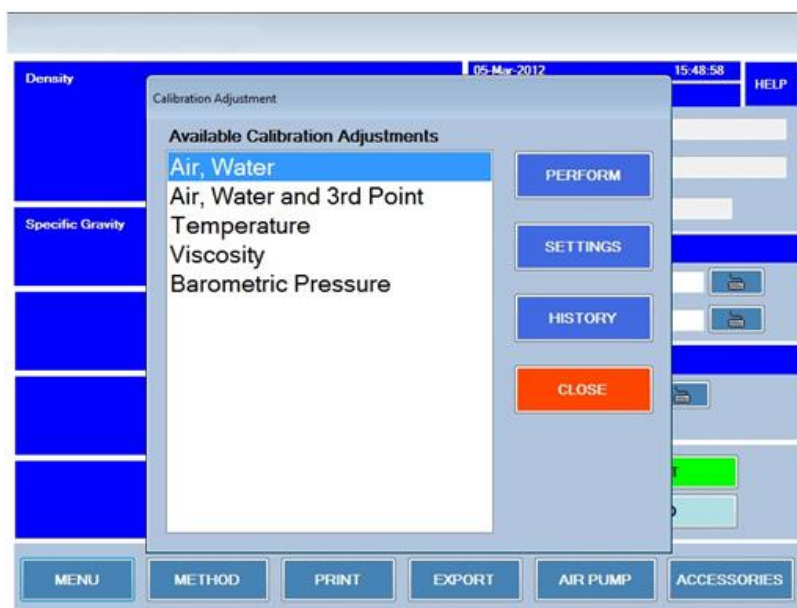 Density
05-Mar-2012 15:48:58
HELP
Calibration Adjustment
Available Calibration Adjustments
Air, Water
Air, Water and 3rd Point
Temperature
Viscosity
Barometric Pressure
PERFORM
SETTINGS
HISTORY
CLOSE
Specific Gravity
MENU METHOD PRINT EXPORT AIR PUMP ACCESSORIES